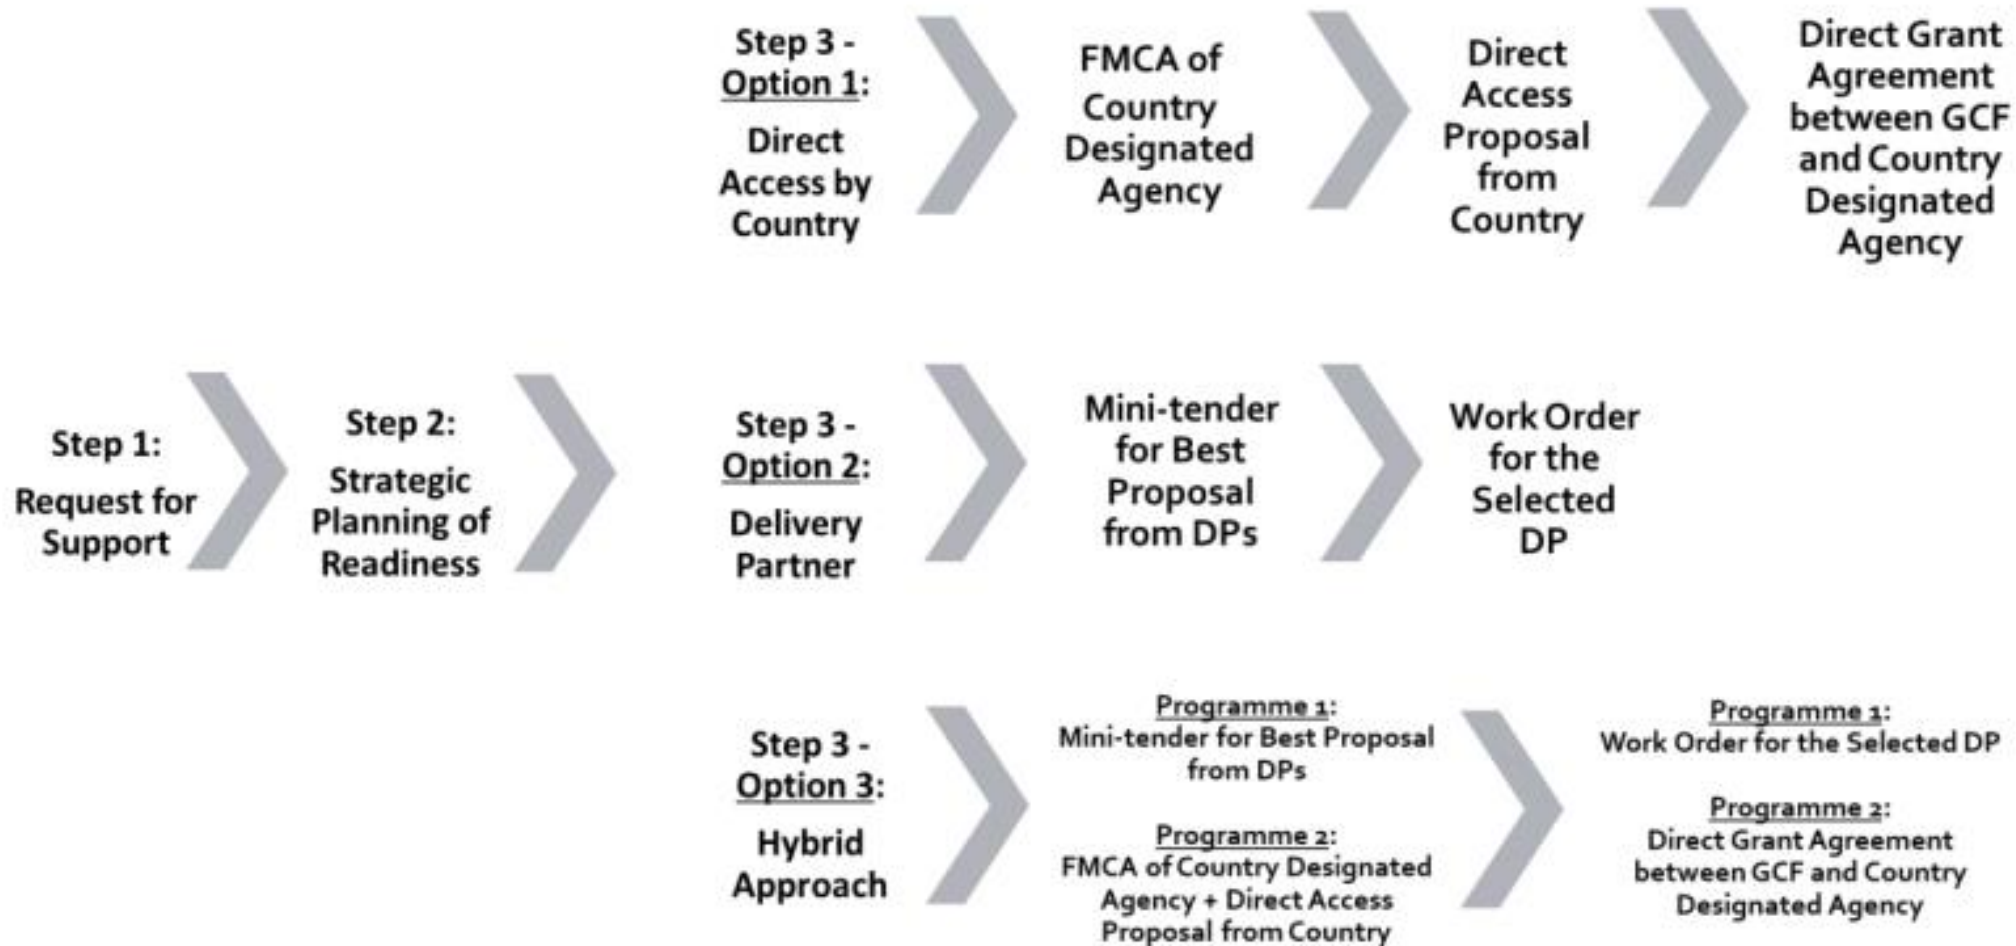 Step 3 -
Option 1:
Direct
Access by
Country
FMCA of
Country
Designated
Agency
Direct
Access
Proposal
from
Country
Direct Grant
Agreement
between GCF
and Country
Designated
Agency
Step 1:
Request for
Support
Step 2:
Strategic
Planning of
Readiness
Step 3 -
Option 2:
Delivery
Partner
Mini-tender
for Best
Proposal
from DPs
Work Order
for the
Selected
DP
Step 3 -
Option 3:
Hybrid
Approach
Programme 1:
Mini-tender for Best Proposal
from DPs
Programme 2:
FMCA of Country Designated
Agency + Direct Access
Proposal from Country
Programme 1:
Work Order for the Selected DP
Programme 2:
Direct Grant Agreement
between GCF and Country
Designated Agency